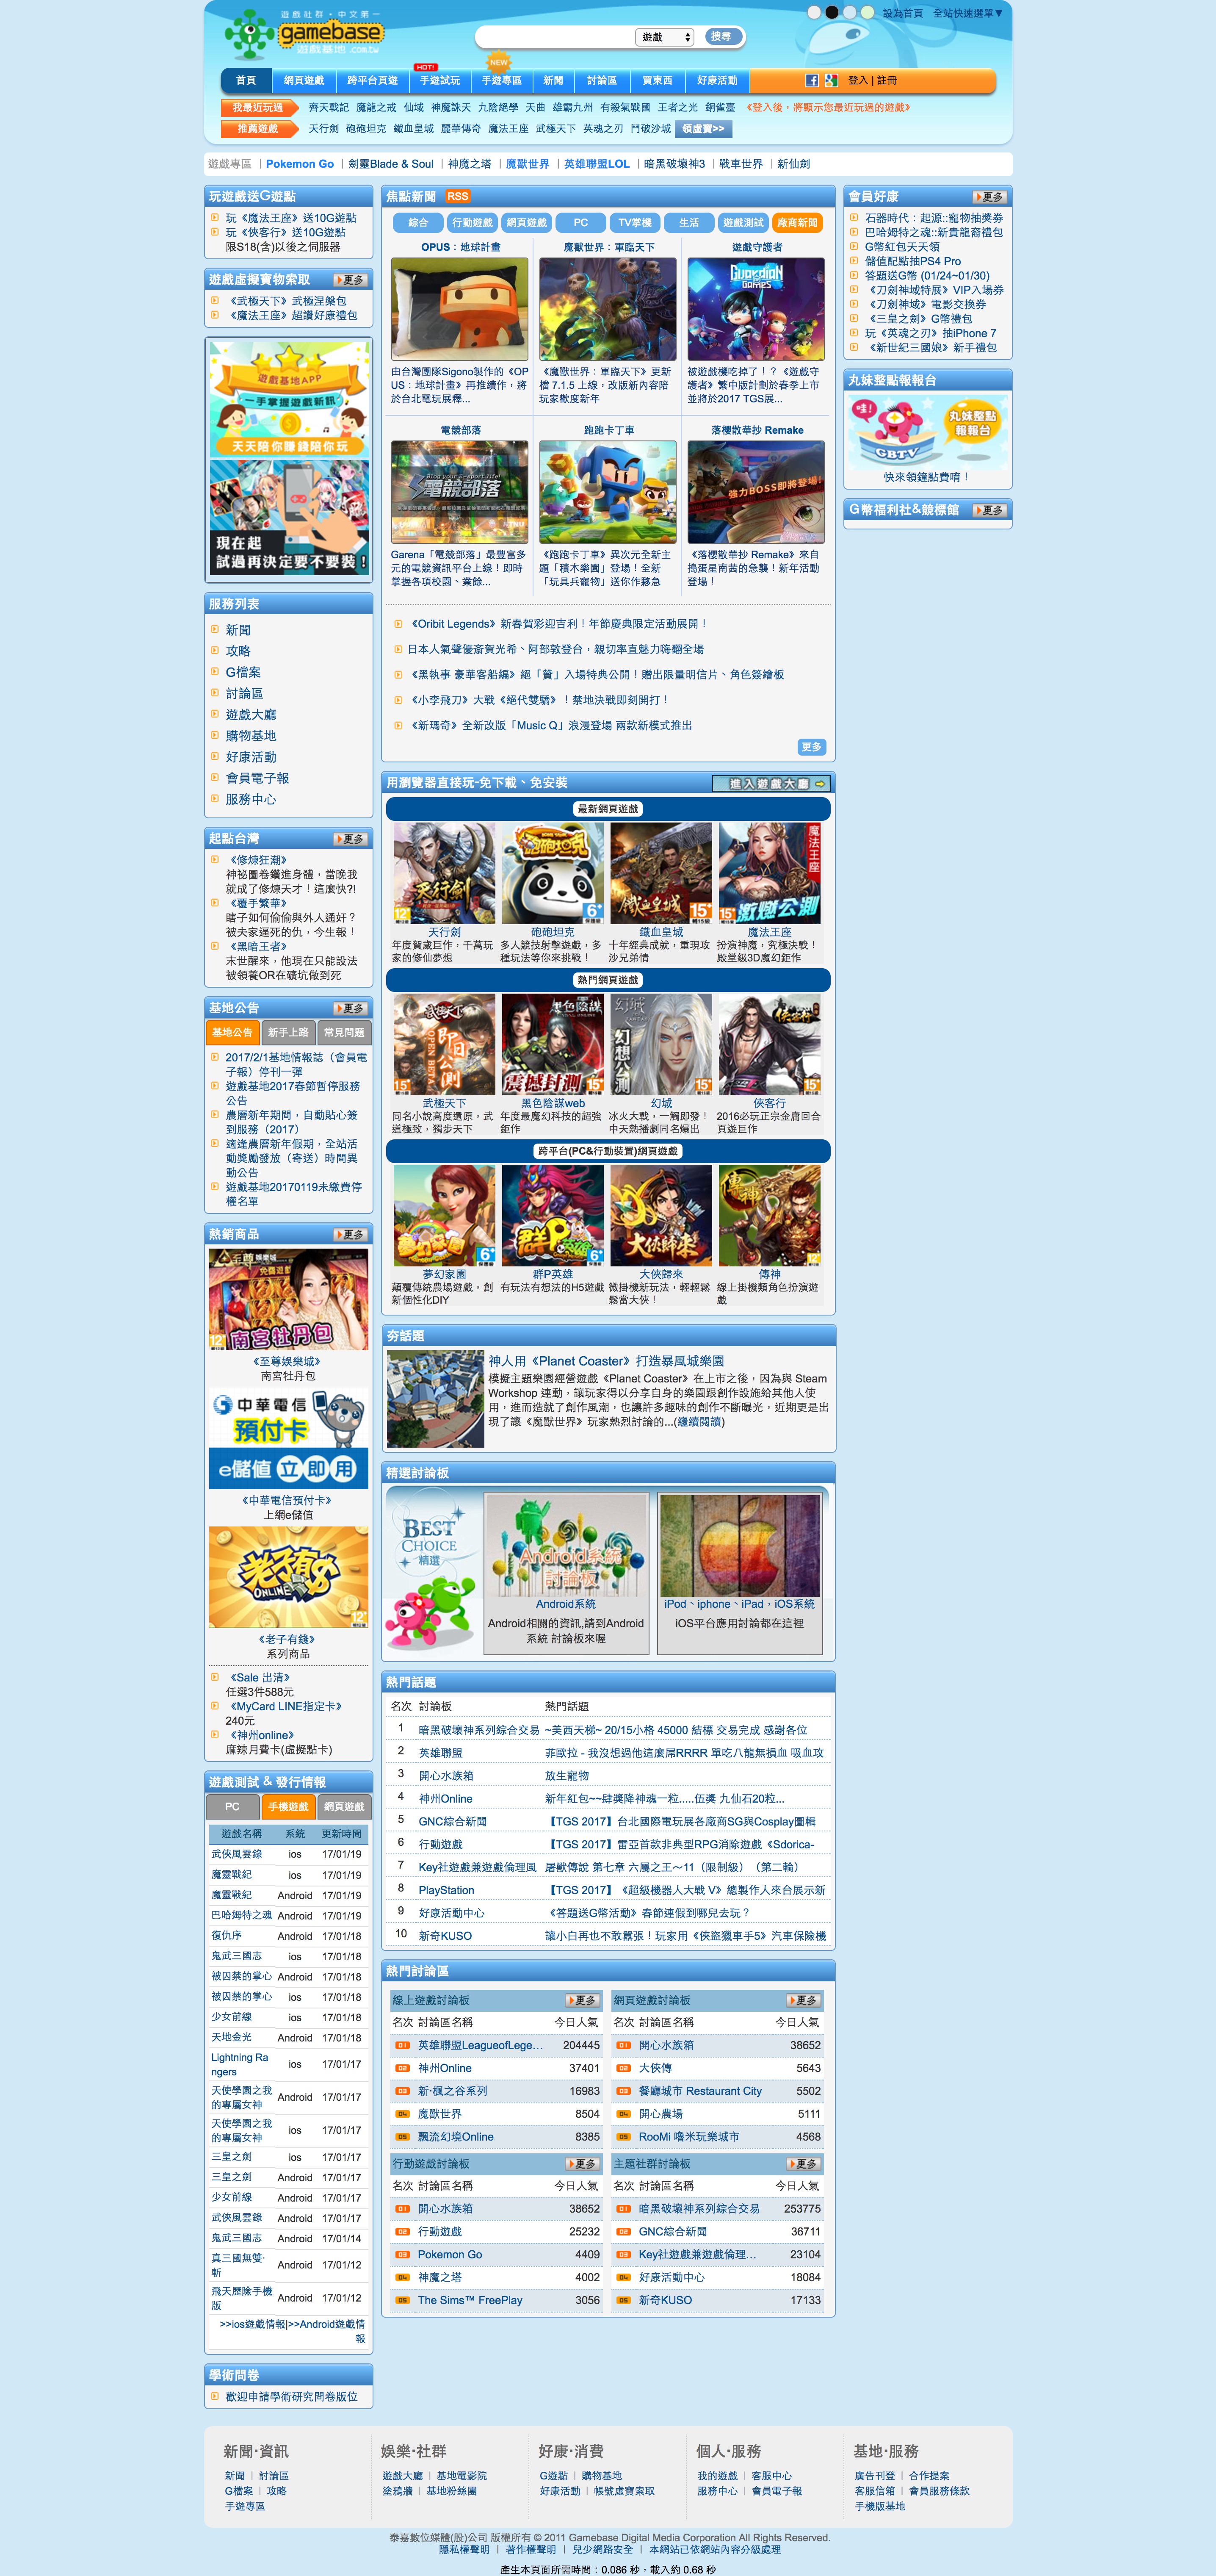 遊戲社群・中文第一
gamebase
遊戲基地.com.tw
遊戲
搜尋
設為首頁 全站快速選單▼
首頁
網頁遊戲
跨平台頁遊
HOT!
手遊試玩
NEW
手遊專區
新聞
討論區
買東西
好康活動
登入 | 註冊
我最近玩過 齊天戰記 魔龍之戒 仙域 神魔誅天 九陰絕學 天曲 雄霸九州 有殺氣戰國 王者之光 銅雀臺 《登入後，將顯示您最近玩過的遊戲》
推薦遊戲 天行劍 砲砲坦克 鐵血皇城 麗華傳奇 魔法王座 武極天下 英魂之刃 鬥破沙城 領虛寶>>
遊戲專區 | Pokemon Go | 劍靈Blade & Soul | 神魔之塔 | 魔獸世界 | 英雄聯盟LOL | 暗黑破壞神3 | 戰車世界 | 新仙劍
玩遊戲送G遊點
玩《魔法王座》送10G遊點
玩《俠客行》送10G遊點
限S18(含)以後之伺服器
遊戲虛擬寶物索取 更多
《武極天下》武極涅槃包
《魔法王座》超讚好康禮包
遊戲基地APP
一手掌握遊戲新訊
天天陪你賺錢陪你玩
現在起
試過再決定要不要裝!
服務列表
新聞
攻略
G檔案
討論區
遊戲大廳
購物基地
好康活動
會員電子報
服務中心
起點台灣 更多
《修煉狂潮》
神祕圖卷鑽進身體，當晚我
就成了修煉天才！這麼快?!
《覆手繁華》
瞎子如何偷偷與外人通奸？
被夫家逼死的仇，今生報！
《黑暗王者》
末世醒來，他現在只能設法
被領養OR在礦坑做到死
基地公告 更多
基地公告 新手上路 常見問題
2017/2/1基地情報誌（會員電
子報）停刊一彈
遊戲基地2017春節暫停服務
公告
農曆新年期間，自動貼心簽
到服務（2017）
適逢農曆新年假期，全站活
動獎勵發放（寄送）時間異
動公告
遊戲基地20170119未繳費停
權名單
熱銷商品 更多
南宮牡丹包
《至尊娛樂城》
南宮牡丹包
中華電信
預付卡
e儲值 立即用
《中華電信預付卡》
上網e儲值
老子有錢
ONLINE
《老子有錢》
系列商品
《Sale 出清》
任選3件588元
《MyCard LINE指定卡》
240元
《神州online》
麻辣月費卡(虛擬點卡)
遊戲測試 & 發行情報
PC 手機遊戲 網頁遊戲
遊戲名稱 系統 更新時間
武俠風雲錄 ios 17/01/19
魔靈戰紀 ios 17/01/19
魔靈戰紀 Android 17/01/19
巴哈姆特之魂 Android 17/01/19
復仇序 Android 17/01/18
鬼武三國志 ios 17/01/18
被囚禁的掌心 Android 17/01/18
被囚禁的掌心 ios 17/01/18
少女前線 ios 17/01/18
天地金光 Android 17/01/18
Lightning Ra
ngers ios 17/01/17
天使學園之我
的專屬女神 Android 17/01/17
天使學園之我
的專屬女神 ios 17/01/17
三皇之劍 ios 17/01/17
三皇之劍 Android 17/01/17
少女前線 Android 17/01/17
武俠風雲錄 Android 17/01/17
鬼武三國志 Android 17/01/14
真三國無雙·
斬 Android 17/01/12
飛天歷險手機
版 Android 17/01/12
>>ios遊戲情報|>>Android遊戲情
報
學術問卷
歡迎申請學術研究問卷版位
焦點新聞 RSS
綜合 行動遊戲 網頁遊戲 PC TV掌機 生活 遊戲測試 廠商新聞
OPUS：地球計畫
由台灣團隊Sigono製作的《OP
US：地球計畫》再推續作，將
於台北電玩展釋...
魔獸世界：軍臨天下
《魔獸世界：軍臨天下》更新
檔 7.1.5 上線，改版新內容陪
玩家歡度新年
遊戲守護者
Guardian
GAMES
被遊戲機吃掉了！？《遊戲守
護者》繁中版計劃於春季上市
並將於2017 TGS展...
電競部落
Blog your E-sport life!
電競部落
Garena「電競部落」最豐富多
元的電競資訊平台上線！即時
掌握各項校園、業餘...
跑跑卡丁車
《跑跑卡丁車》異次元全新主
題「積木樂園」登場！全新
「玩具兵寵物」送你作夥急
落櫻散華抄 Remake
強力BOSS即將登場!
《落櫻散華抄 Remake》來自
搗蛋星南茜的急襲！新年活動
登場！
《Oribit Legends》新春賀彩迎吉利！年節慶典限定活動展開！
日本人氣聲優斎賀光希、阿部敦登台，親切率直魅力嗨翻全場
《黑執事 豪華客船編》絕「贊」入場特典公開！贈出限量明信片、角色簽繪板
《小李飛刀》大戰《絕代雙驕》！禁地決戰即刻開打！
《新瑪奇》全新改版「Music Q」浪漫登場 兩款新模式推出
更多
用瀏覽器直接玩-免下載、免安裝 進入遊戲大廳
最新網頁遊戲
天行劍
年度賀歲巨作，千萬玩
家的修仙夢想
砲砲坦克
多人競技射擊遊戲，多
種玩法等你來挑戰！
鐵血皇城
十年經典成就，重現攻
沙兄弟情
魔法王座
激燃公測
魔法王座
扮演神魔，究極決戰！
殿堂級3D魔幻鉅作
熱門網頁遊戲
即日公測
OPEN BETA
武極天下
同名小說高度還原，武
道極致，獨步天下
黑色陰謀
震撼封測
黑色陰謀web
年度最魔幻科技的超強
鉅作
幻城
幻想公測
幻城
冰火大戰，一觸即發！
中天熱播劇同名爆出
俠客行
2016必玩正宗金庸回合
頁遊巨作
跨平台(PC&行動裝置)網頁遊戲
夢幻家園
夢幻家園
顛覆傳統農場遊戲，創
新個性化DIY
群P英雄
群P英雄
有玩法有想法的H5遊戲
大俠歸來
大俠歸來
微掛機新玩法，輕輕鬆
鬆當大俠！
傳神
線上掛機類角色扮演遊
戲
夯話題
神人用《Planet Coaster》打造暴風城樂園
模擬主題樂園經營遊戲《Planet Coaster》在上市之後，因為與 Steam
Workshop 連動，讓玩家得以分享自身的樂園跟創作設施給其他人使
用，進而造就了創作風潮，也讓許多趣味的創作不斷曝光，近期更是出
現了讓《魔獸世界》玩家熱烈討論的...(繼續閱讀)
精選討論板
BEST
CHOICE
精選
Android系統
討論板
Android系統
Android相關的資訊,請到Android
系統 討論板來喔
iPod、iphone、iPad，iOS系統
iOS平台應用討論都在這裡
熱門話題
名次 討論板 熱門話題
1 暗黑破壞神系列綜合交易 ~美西天梯~ 20/15小格 45000 結標 交易完成 感謝各位
2 英雄聯盟 菲歐拉 - 我沒想過他這麼屌RRRR 單吃八龍無損血 吸血攻
3 開心水族箱 放生寵物
4 神州Online 新年紅包~~肆獎降神魂一粒.....伍獎 九仙石20粒...
5 GNC綜合新聞 【TGS 2017】台北國際電玩展各廠商SG與Cosplay圖輯
6 行動遊戲 【TGS 2017】雷亞首款非典型RPG消除遊戲《Sdorica-
7 Key社遊戲兼遊戲倫理風 屠獸傳說 第七章 六屬之王～11（限制級）（第二輪）
8 PlayStation 【TGS 2017】《超級機器人大戰 V》總製作人來台展示新
9 好康活動中心 《答題送G幣活動》春節連假到哪兒去玩？
10 新奇KUSO 讓小白再也不敢囂張！玩家用《俠盜獵車手5》汽車保險機
熱門討論區
線上遊戲討論板 更多
名次 討論區名稱 今日人氣
01 英雄聯盟LeagueofLege... 204445
02 神州Online 37401
03 新·楓之谷系列 16983
04 魔獸世界 8504
05 飄流幻境Online 8385
網頁遊戲討論板 更多
名次 討論區名稱 今日人氣
01 開心水族箱 38652
02 大俠傳 5643
03 餐廳城市 Restaurant City 5502
04 開心農場 5111
05 RooMi 嚕米玩樂城市 4568
行動遊戲討論板 更多
名次 討論區名稱 今日人氣
01 開心水族箱 38652
02 行動遊戲 25232
03 Pokemon Go 4409
04 神魔之塔 4002
05 The Sims™ FreePlay 3056
主題社群討論板 更多
名次 討論區名稱 今日人氣
01 暗黑破壞神系列綜合交易 253775
02 GNC綜合新聞 36711
03 Key社遊戲兼遊戲倫理... 23104
04 好康活動中心 18084
05 新奇KUSO 17133
會員好康 更多
石器時代：起源::寵物抽獎券
巴哈姆特之魂::新貴龍裔禮包
G幣紅包天天領
儲值配點抽PS4 Pro
答題送G幣 (01/24~01/30)
《刀劍神域特展》VIP入場券
《刀劍神域》電影交換券
《三皇之劍》G幣禮包
玩《英魂之刃》抽iPhone 7
《新世紀三國娘》新手禮包
丸妹整點報報台
哇!
丸妹整點
報報台
GBTV
快來領鐘點費唷！
G幣福利社&競標館 更多
新聞·資訊
新聞 | 討論區
G檔案 | 攻略
手遊專區
娛樂·社群
遊戲大廳 | 基地電影院
塗鴉牆 | 基地粉絲團
好康·消費
G遊點 | 購物基地
好康活動 | 帳號虛寶索取
個人·服務
我的遊戲 | 客服中心
服務中心 | 會員電子報
基地·服務
廣告刊登 | 合作提案
客服信箱 | 會員服務條款
手機版基地
泰嘉數位媒體(股)公司 版權所有 © 2011 Gamebase Digital Media Corporation All Rights Reserved.
隱私權聲明 | 著作權聲明 | 兒少網路安全 | 本網站已依網站內容分級處理
產生本頁面所需時間：0.086 秒，載入約 0.68 秒